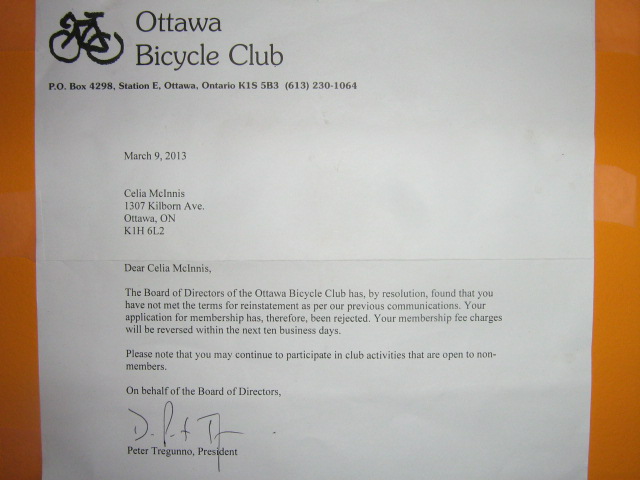 Ottawa
Bicycle Club
P.O. Box 4298, Station E, Ottawa, Ontario K1S 5B3 (613) 230-1064
March 9, 2013
Celia McInnis
1307 Kilborn Ave.
Ottawa, ON
K1H 6L2
Dear Celia McInnis,
The Board of Directors of the Ottawa Bicycle Club has, by resolution, found that you
have not met the terms for reinstatement as per our previous communications. Your
application for membership has, therefore, been rejected. Your membership fee charges
will be reversed within the next ten business days.
Please note that you may continue to participate in club activities that are open to non-
members.
On behalf of the Board of Directors,
Peter Tregunno, President